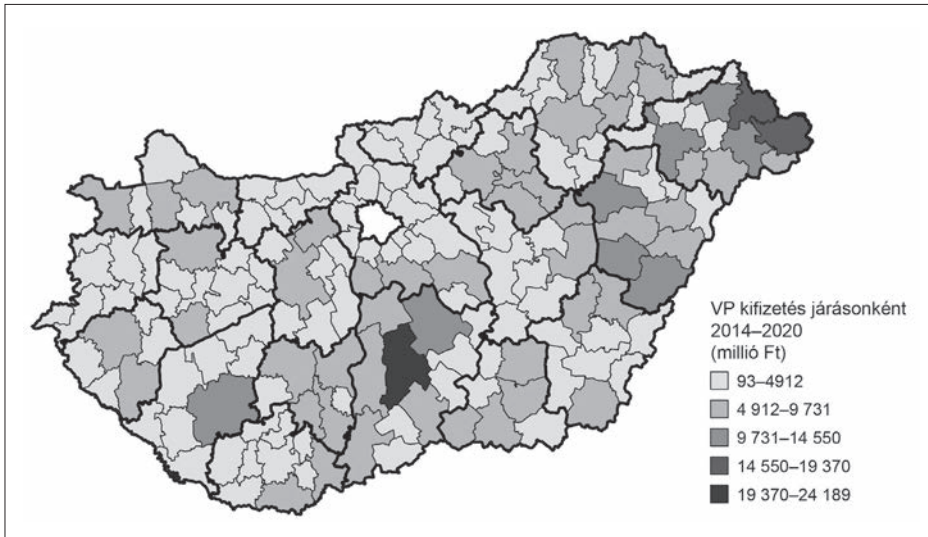 VP kifizetés járásonként
2014–2020
(millió Ft)
93–4912
4 912–9 731
9 731–14 550
14 550–19 370
19 370–24 189